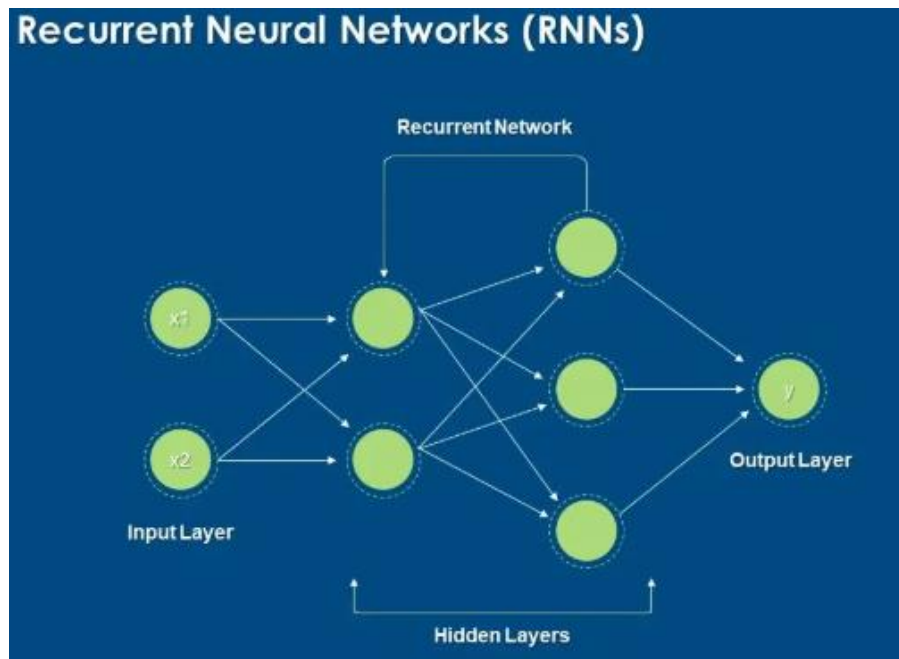 Recurrent Neural Networks (RNNs)
Recurrent Network
x1
x2
y
Output Layer
Input Layer
Hidden Layers